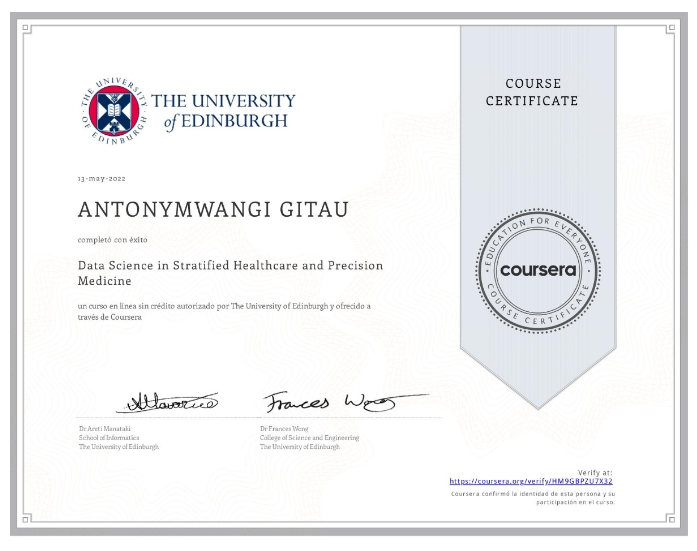 THE UNIVERSITY OF EDINBURGH
THE UNIVERSITY
of EDINBURGH
COURSE
CERTIFICATE
13-may-2022
ANTONYMWANGI GITAU
completó con éxito
Data Science in Stratified Healthcare and Precision
Medicine
un curso en línea sin crédito autorizado por The University of Edinburgh y ofrecido a
través de Coursera
EDUCATION FOR EVERYONE
coursera
COURSE CERTIFICATE
Frances Wong
Dr Areti Manataki
School of Informatics
The University of Edinburgh
Dr Frances Wong
College of Science and Engineering
The University of Edinburgh
Verify at:
https://coursera.org/verify/HM9GBPZU7X32
Coursera confirmó la identidad de esta persona y su
participación en el curso.